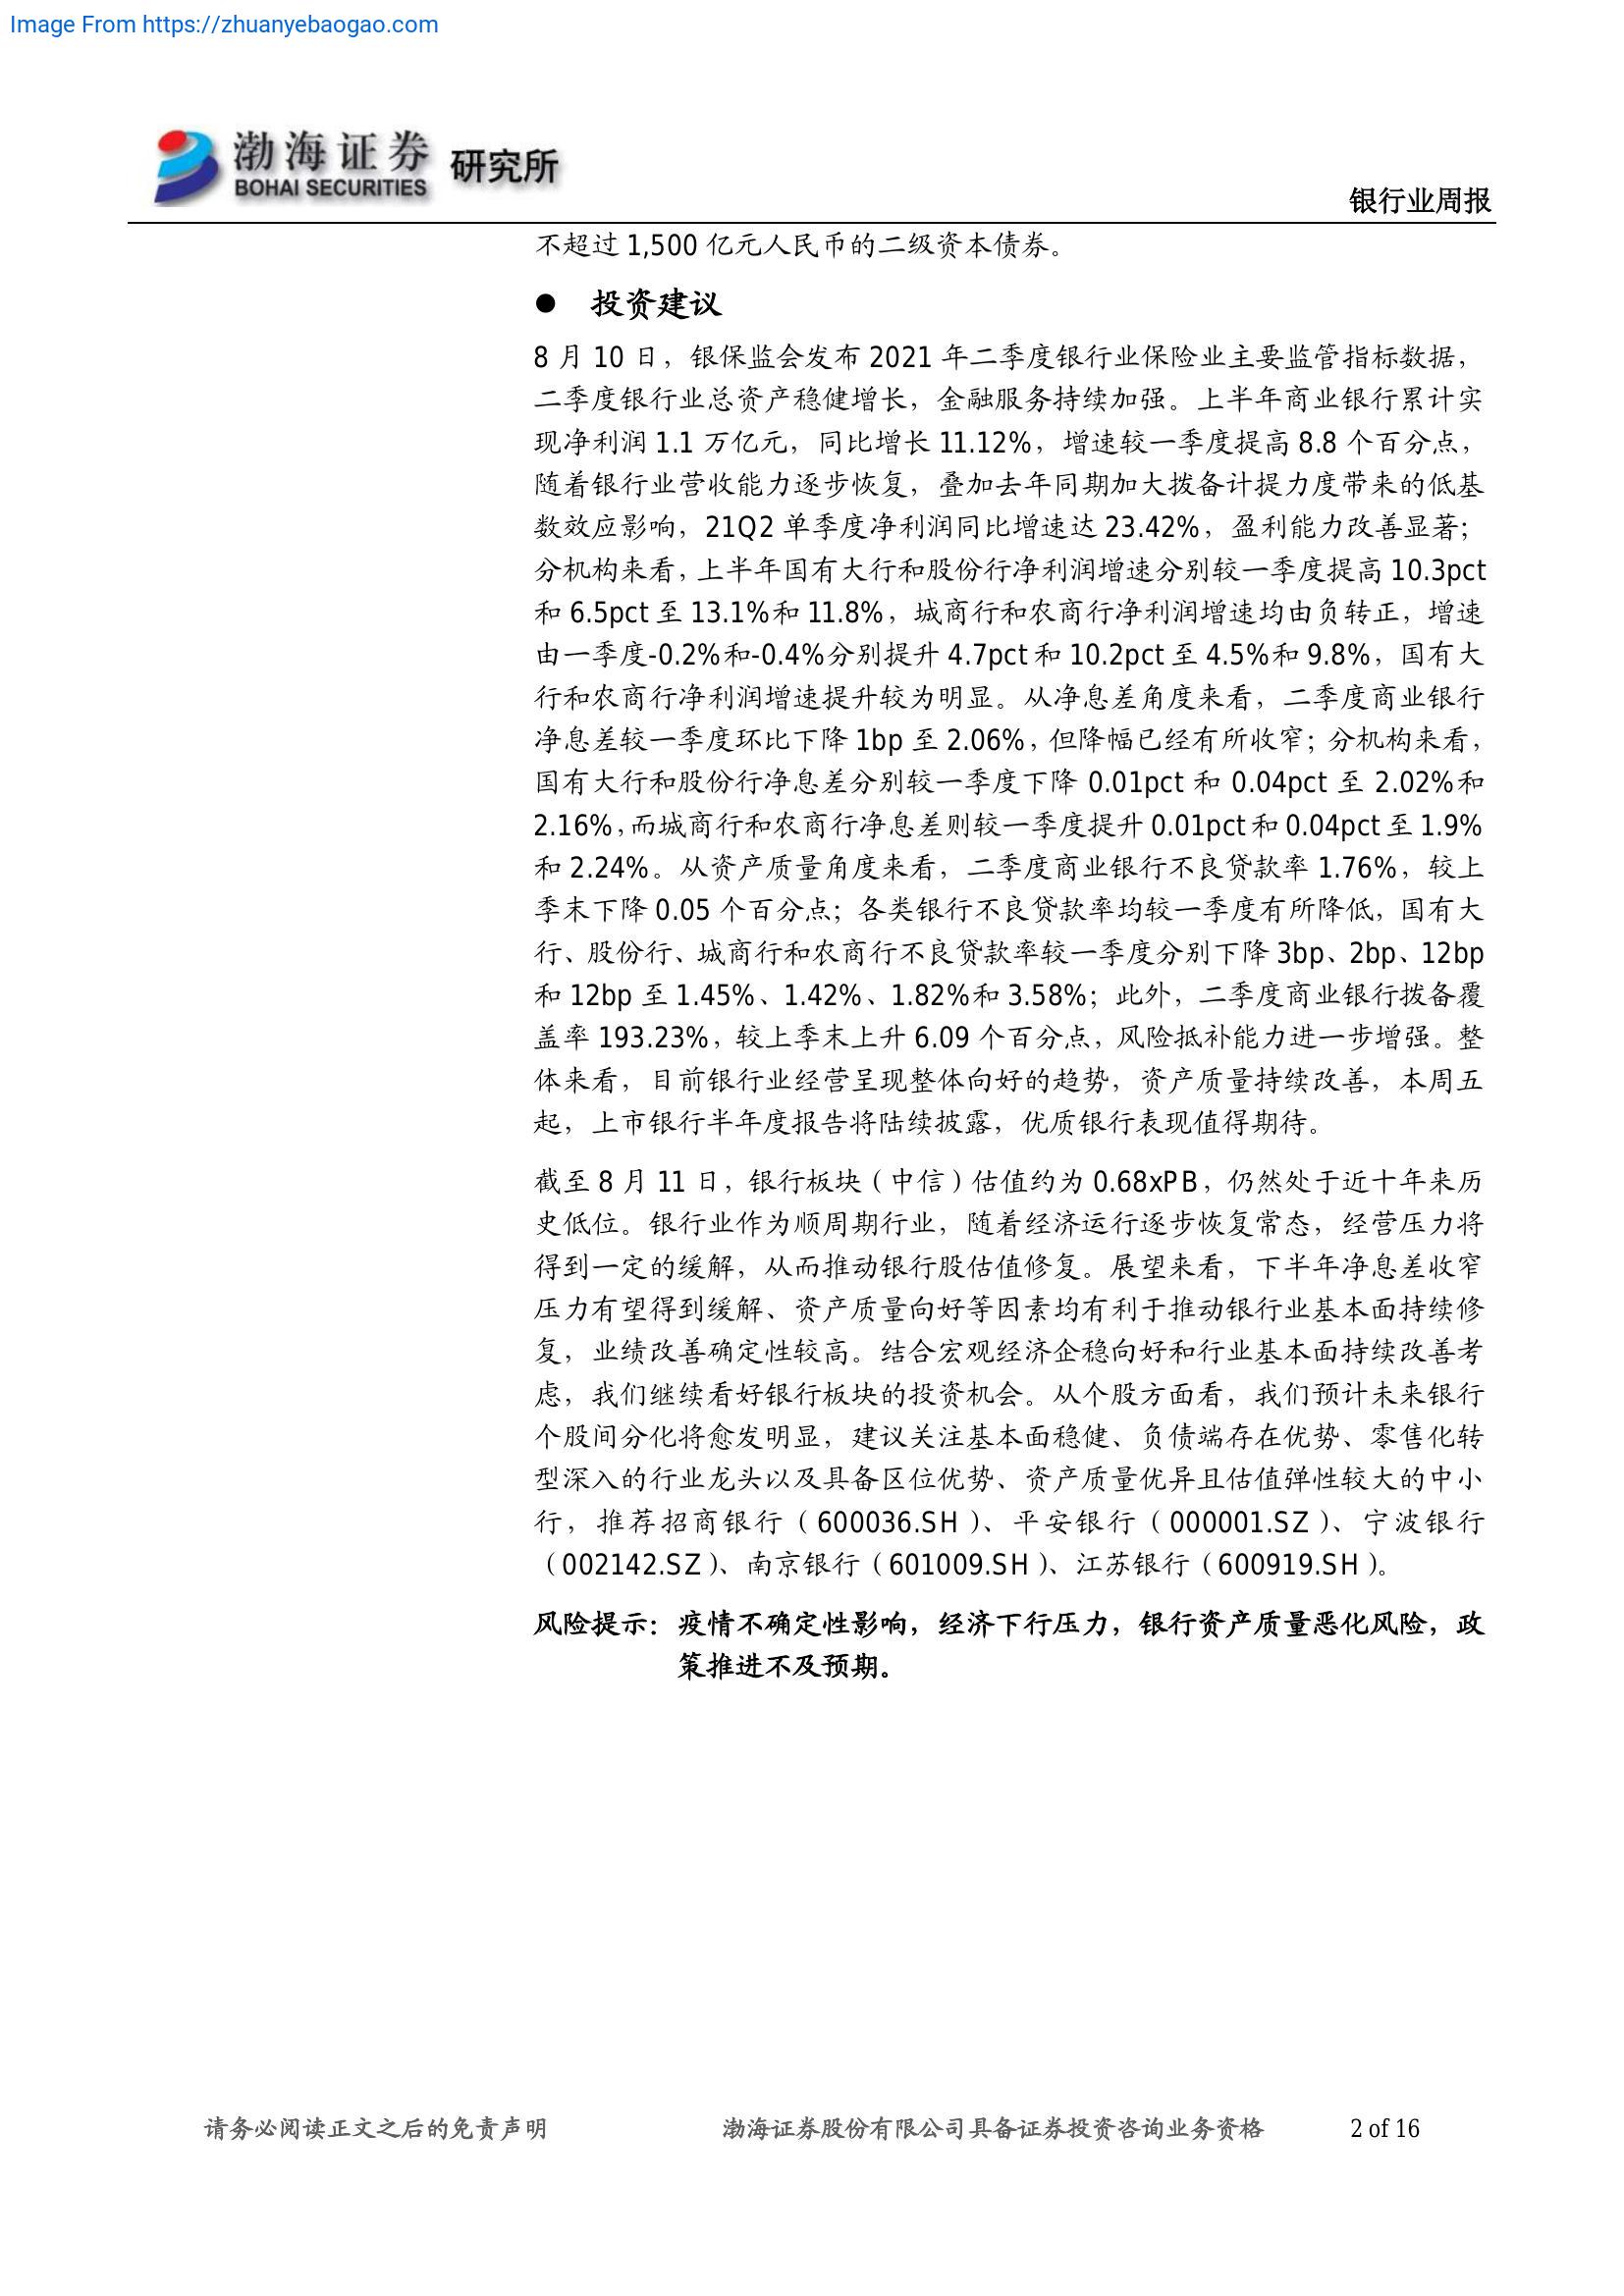 Image From https://zhuanyebaogao.com
渤海证券 研究所
BOHAI SECURITIES
银行业周报
不超过 1,500 亿元人民币的二级资本债券。
● 投资建议
8 月 10 日，银保监会发布 2021 年二季度银行业保险业主要监管指标数据，
二季度银行业总资产稳健增长，金融服务持续加强。上半年商业银行累计实
现净利润 1.1 万亿元，同比增长 11.12%，增速较一季度提高 8.8 个百分点，
随着银行业营收能力逐步恢复，叠加去年同期加大拨备计提力度带来的低基
数效应影响，21Q2 单季度净利润同比增速达 23.42%，盈利能力改善显著；
分机构来看，上半年国有大行和股份行净利润增速分别较一季度提高 10.3pct
和 6.5pct 至 13.1%和 11.8%，城商行和农商行净利润增速均由负转正，增速
由一季度-0.2%和-0.4%分别提升 4.7pct 和 10.2pct 至 4.5%和 9.8%，国有大
行和农商行净利润增速提升较为明显。从净息差角度来看，二季度商业银行
净息差较一季度环比下降 1bp 至 2.06%，但降幅已经有所收窄；分机构来看，
国有大行和股份行净息差分别较一季度下降 0.01pct 和 0.04pct 至 2.02%和
2.16%，而城商行和农商行净息差则较一季度提升 0.01pct 和 0.04pct 至 1.9%
和 2.24%。从资产质量角度来看，二季度商业银行不良贷款率 1.76%，较上
季末下降 0.05 个百分点；各类银行不良贷款率均较一季度有所降低，国有大
行、股份行、城商行和农商行不良贷款率较一季度分别下降 3bp、2bp、12bp
和 12bp 至 1.45%、1.42%、1.82%和 3.58%；此外，二季度商业银行拨备覆
盖率 193.23%，较上季末上升 6.09 个百分点，风险抵补能力进一步增强。整
体来看，目前银行业经营呈现整体向好的趋势，资产质量持续改善，本周五
起，上市银行半年度报告将陆续披露，优质银行表现值得期待。
截至 8 月 11 日，银行板块（中信）估值约为 0.68xPB，仍然处于近十年来历
史低位。银行业作为顺周期行业，随着经济运行逐步恢复常态，经营压力将
得到一定的缓解，从而推动银行股估值修复。展望来看，下半年净息差收窄
压力有望得到缓解、资产质量向好等因素均有利于推动银行业基本面持续修
复，业绩改善确定性较高。结合宏观经济企稳向好和行业基本面持续改善考
虑，我们继续看好银行板块的投资机会。从个股方面看，我们预计未来银行
个股间分化将愈发明显，建议关注基本面稳健、负债端存在优势、零售化转
型深入的行业龙头以及具备区位优势、资产质量优异且估值弹性较大的中小
行，推荐招商银行（600036.SH）、平安银行（000001.SZ）、宁波银行
（002142.SZ）、南京银行（601009.SH）、江苏银行（600919.SH）。
风险提示：疫情不确定性影响，经济下行压力，银行资产质量恶化风险，政
策推进不及预期。
请务必阅读正文之后的免责声明 渤海证券股份有限公司具备证券投资咨询业务资格 2 of 16